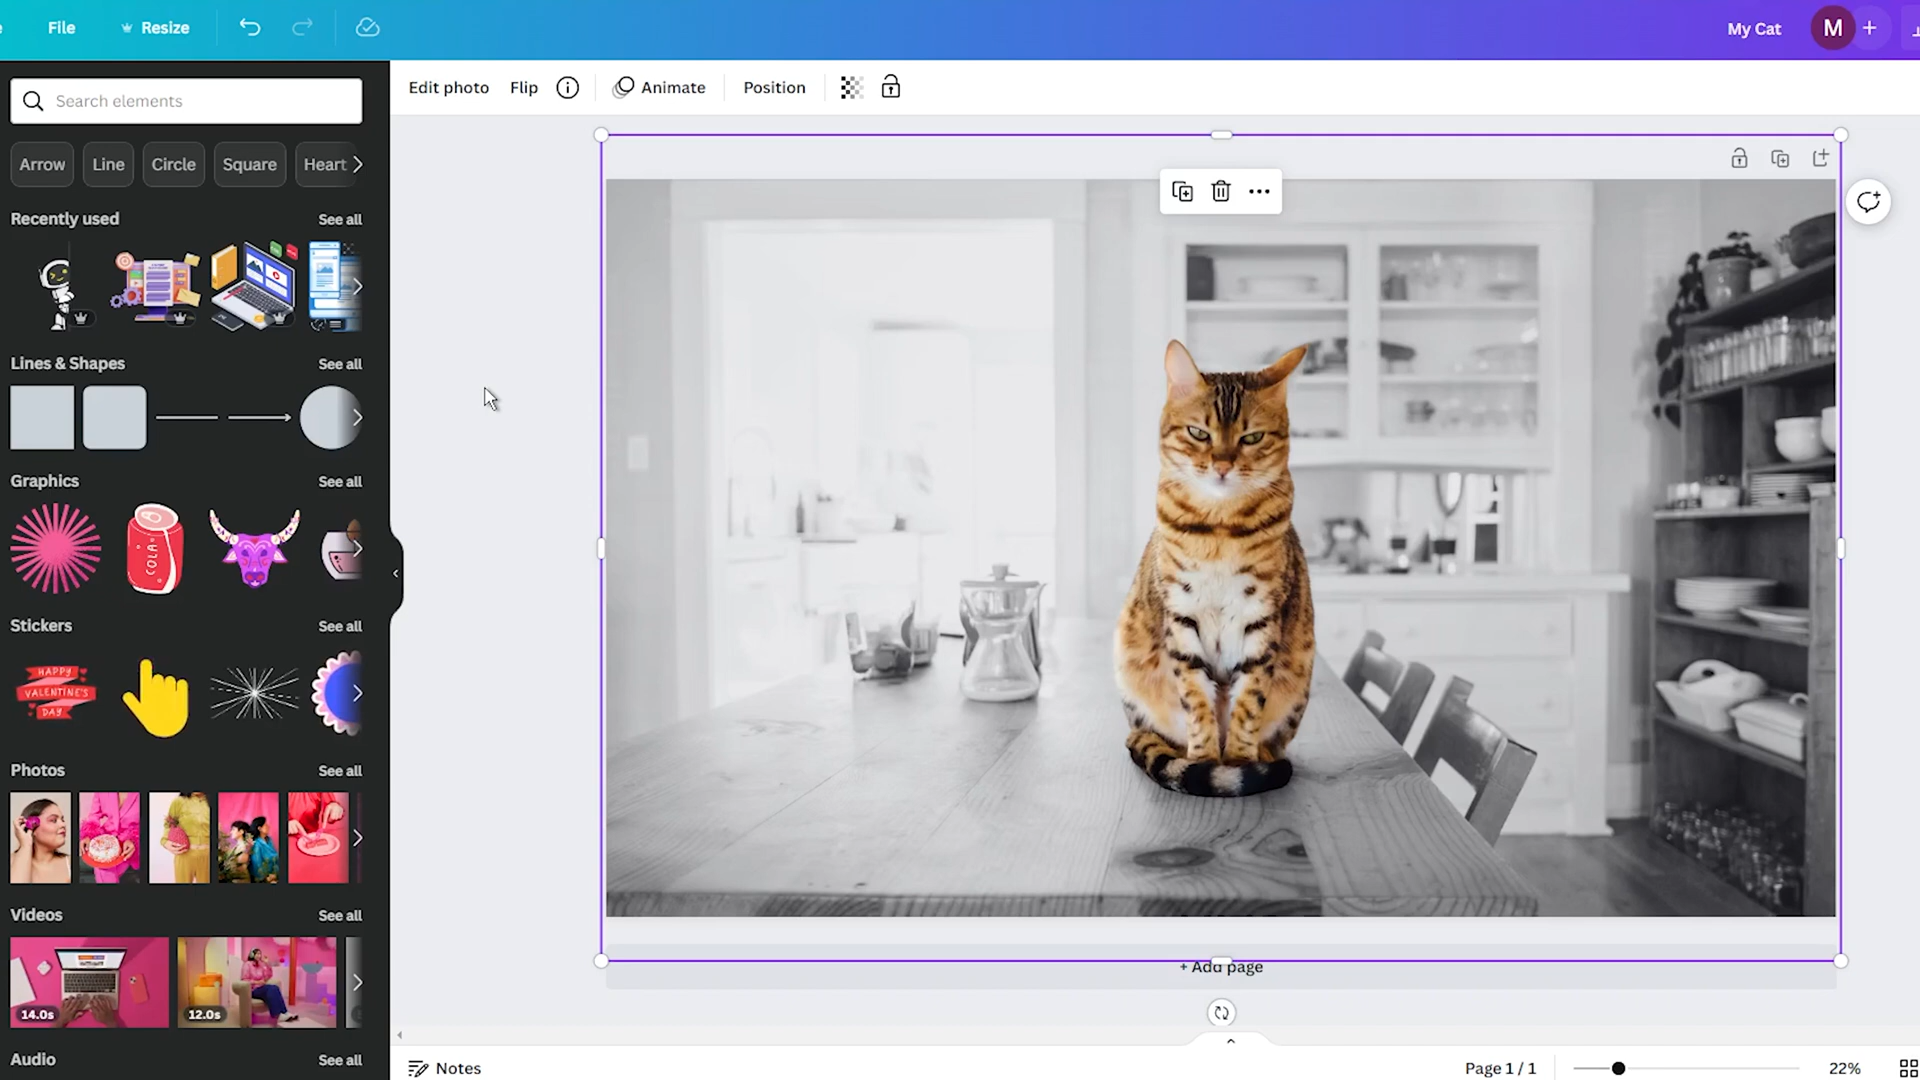 File
Resize
My Cat
M
Search elements
Edit photo
Flip
Animate
Position
Arrow
Line
Circle
Square
Heart
Recently used
See all
Lines & Shapes
See all
Graphics
See all
COLA
Stickers
See all
HAPPY
VALENTINE'S
DAY
Photos
See all
Videos
See all
14.0s
12.0s
Audio
See all
+ Add page
Notes
Page 1 / 1
22%